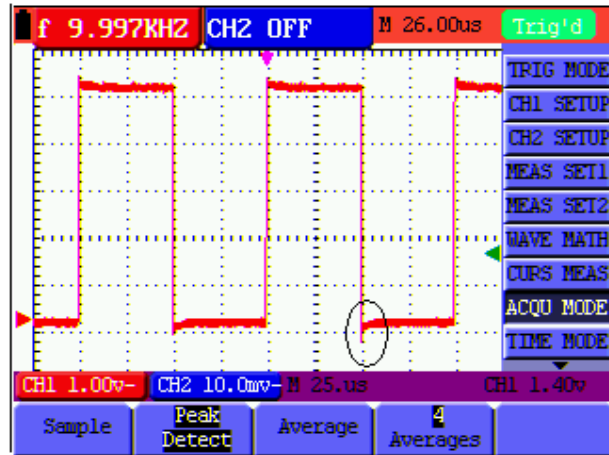 f 9.997KHZ CH2 OFF M 26.00us Trig'd
TRIG MODE
CH1 SETUP
CH2 SETUP
MEAS SET1
MEAS SET2
WAVE MATH
CURS MEAS
ACQU MODE
TIME MODE
CH1 1.00v- CH2 10.0mv- M 25.us CH1 1.40v
Sample
Peak
Detect
Average
4
Averages